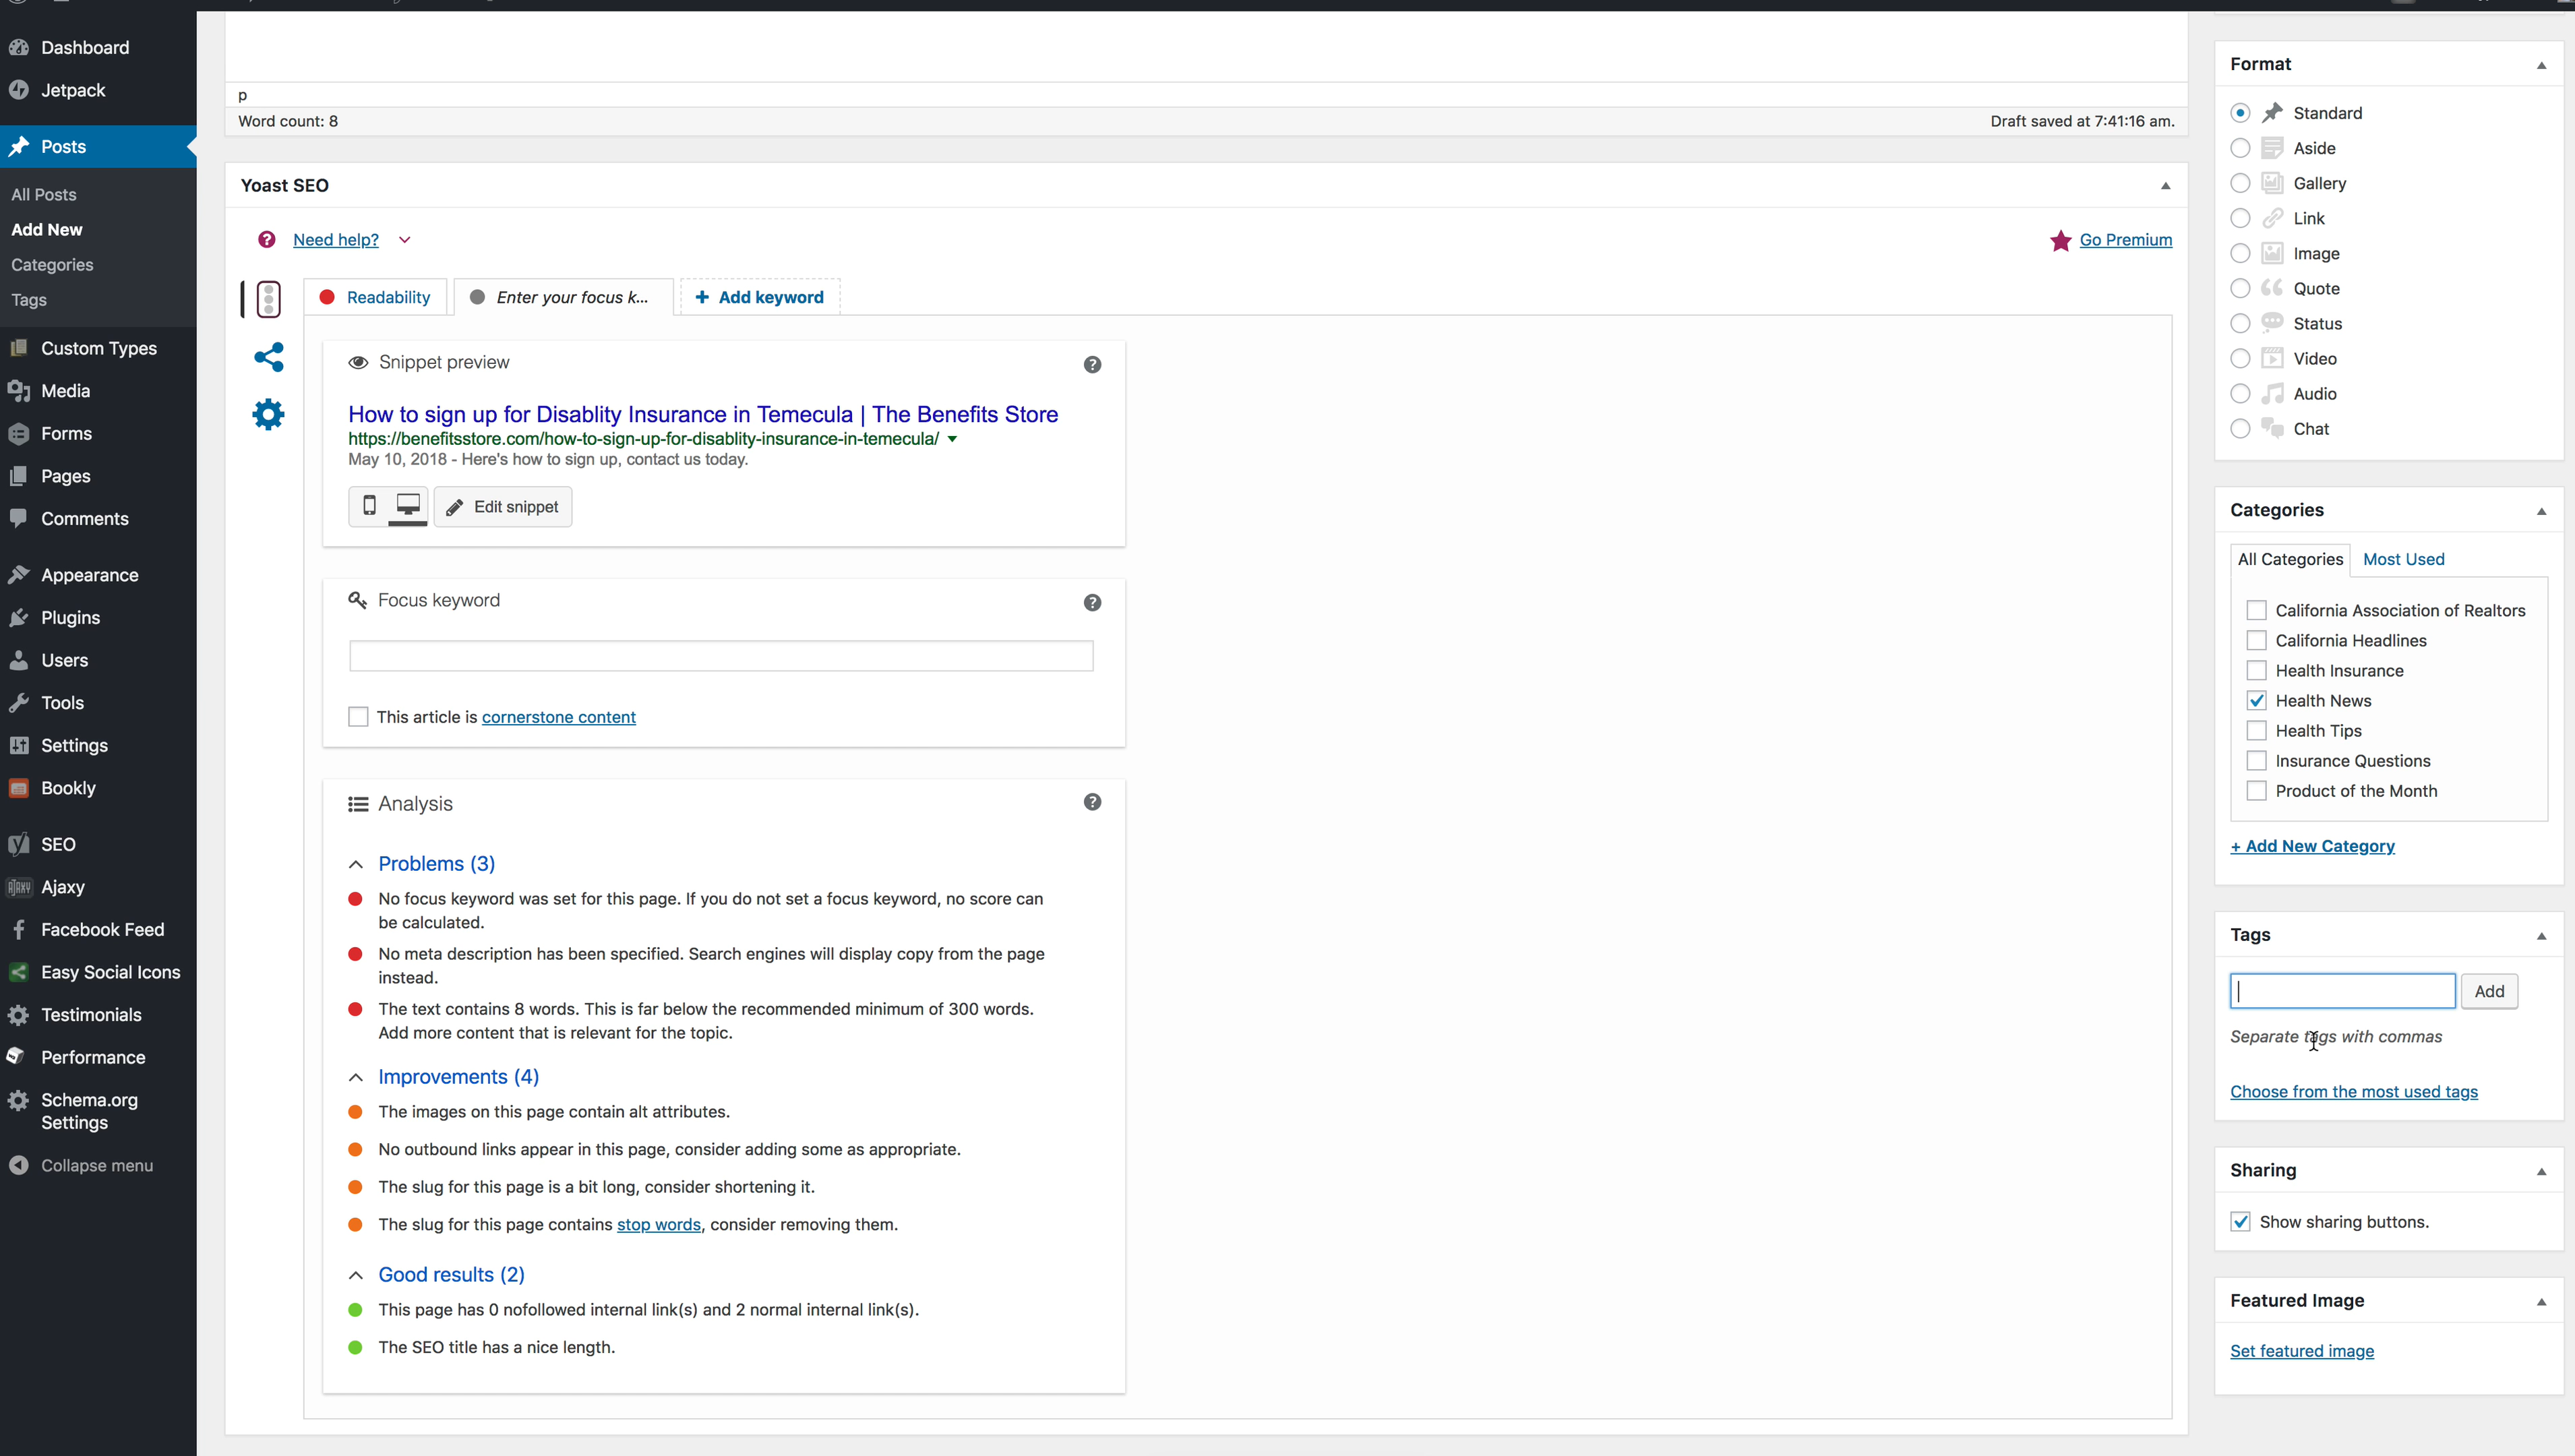 Dashboard
Jetpack
Posts
All Posts
Add New
Categories
Tags
Custom Types
Media
Forms
Pages
Comments
Appearance
Plugins
Users
Tools
Settings
Bookly
SEO
Ajaxy
Facebook Feed
Easy Social Icons
Testimonials
Performance
Schema.org
Settings
Collapse menu
p
Word count: 8
Draft saved at 7:41:16 am.
Yoast SEO
Need help?
Go Premium
Readability
Enter your focus k...
+ Add keyword
Snippet preview
How to sign up for Disablity Insurance in Temecula | The Benefits Store
https://benefitsstore.com/how-to-sign-up-for-disablity-insurance-in-temecula/
May 10, 2018 - Here's how to sign up, contact us today.
Edit snippet
Focus keyword
This article is cornerstone content
Analysis
Problems (3)
No focus keyword was set for this page. If you do not set a focus keyword, no score can
be calculated.
No meta description has been specified. Search engines will display copy from the page
instead.
The text contains 8 words. This is far below the recommended minimum of 300 words.
Add more content that is relevant for the topic.
Improvements (4)
The images on this page contain alt attributes.
No outbound links appear in this page, consider adding some as appropriate.
The slug for this page is a bit long, consider shortening it.
The slug for this page contains stop words, consider removing them.
Good results (2)
This page has 0 nofollowed internal link(s) and 2 normal internal link(s).
The SEO title has a nice length.
Format
Standard
Aside
Gallery
Link
Image
Quote
Status
Video
Audio
Chat
Categories
All Categories
Most Used
California Association of Realtors
California Headlines
Health Insurance
Health News
Health Tips
Insurance Questions
Product of the Month
+ Add New Category
Tags
Add
Separate tags with commas
Choose from the most used tags
Sharing
Show sharing buttons.
Featured Image
Set featured image